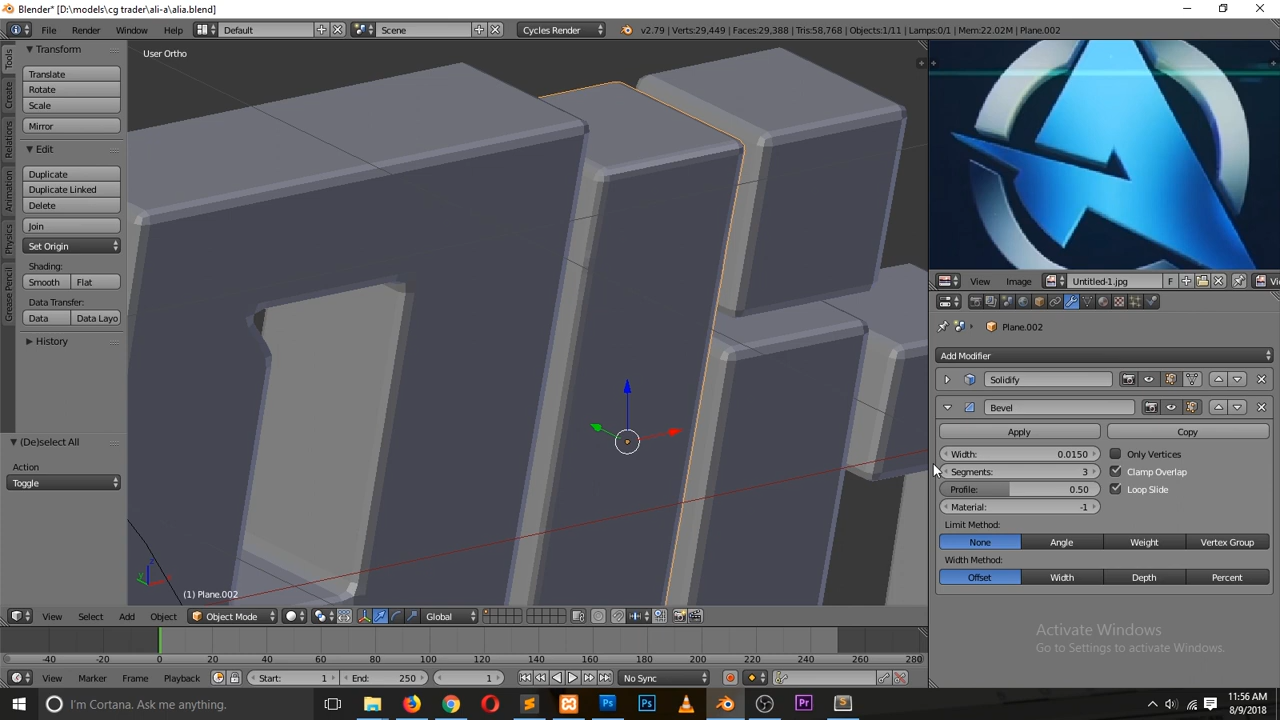 Blender* [D:\models\cg trader\ali-a\alia.blend]
File Render Window Help Default Scene Cycles Render v2.79 | Verts:29,449 | Faces:29,388 | Tris:58,768 | Objects:1/11 | Lamps:0/1 | Mem:22.02M | Plane.002
Tools
Create
Relations
Animation
Physics
Grease Pencil
Transform
Translate
Rotate
Scale
Mirror
Edit
Duplicate
Duplicate Linked
Delete
Join
Set Origin
Shading:
Smooth Flat
Data Transfer:
Data Data Layo
History
(De)select All
Action
Toggle
User Ortho
(1) Plane.002
View Select Add Object Object Mode Global
View Image Untitled-1.jpg F Vi
Plane.002
Add Modifier
Solidify
Bevel
Apply Copy
Width: 0.0150 Only Vertices
Segments: 3 Clamp Overlap
Profile: 0.50 Loop Slide
Material: -1
Limit Method:
None Angle Weight Vertex Group
Width Method:
Offset Width Depth Percent
Activate Windows
Go to Settings to activate Windows.
-40 -20 0 20 40 60 80 100 120 140 160 180 200 220 240 260 280
View Marker Frame Playback Start: 1 End: 250 1 No Sync
I'm Cortana. Ask me anything.
11:56 AM
8/9/2018